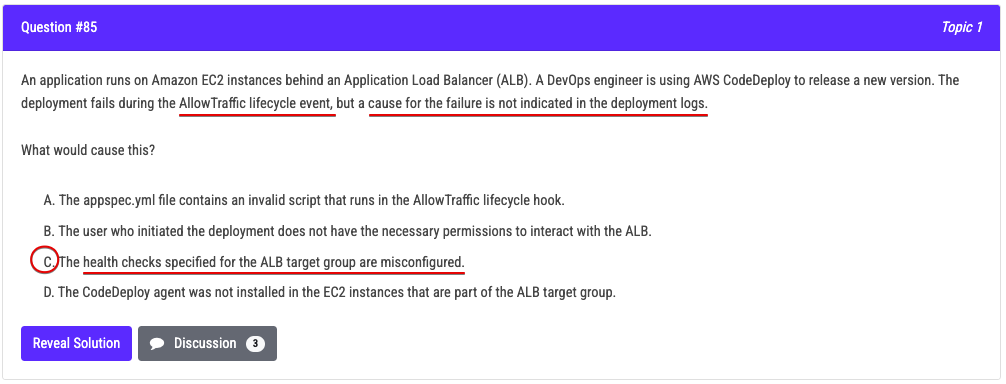 Question #85
Topic 1
An application runs on Amazon EC2 instances behind an Application Load Balancer (ALB). A DevOps engineer is using AWS CodeDeploy to release a new version. The
deployment fails during the AllowTraffic lifecycle event, but a cause for the failure is not indicated in the deployment logs.
What would cause this?
A. The appspec.yml file contains an invalid script that runs in the AllowTraffic lifecycle hook.
B. The user who initiated the deployment does not have the necessary permissions to interact with the ALB.
C. The health checks specified for the ALB target group are misconfigured.
D. The CodeDeploy agent was not installed in the EC2 instances that are part of the ALB target group.
Reveal Solution
Discussion 3